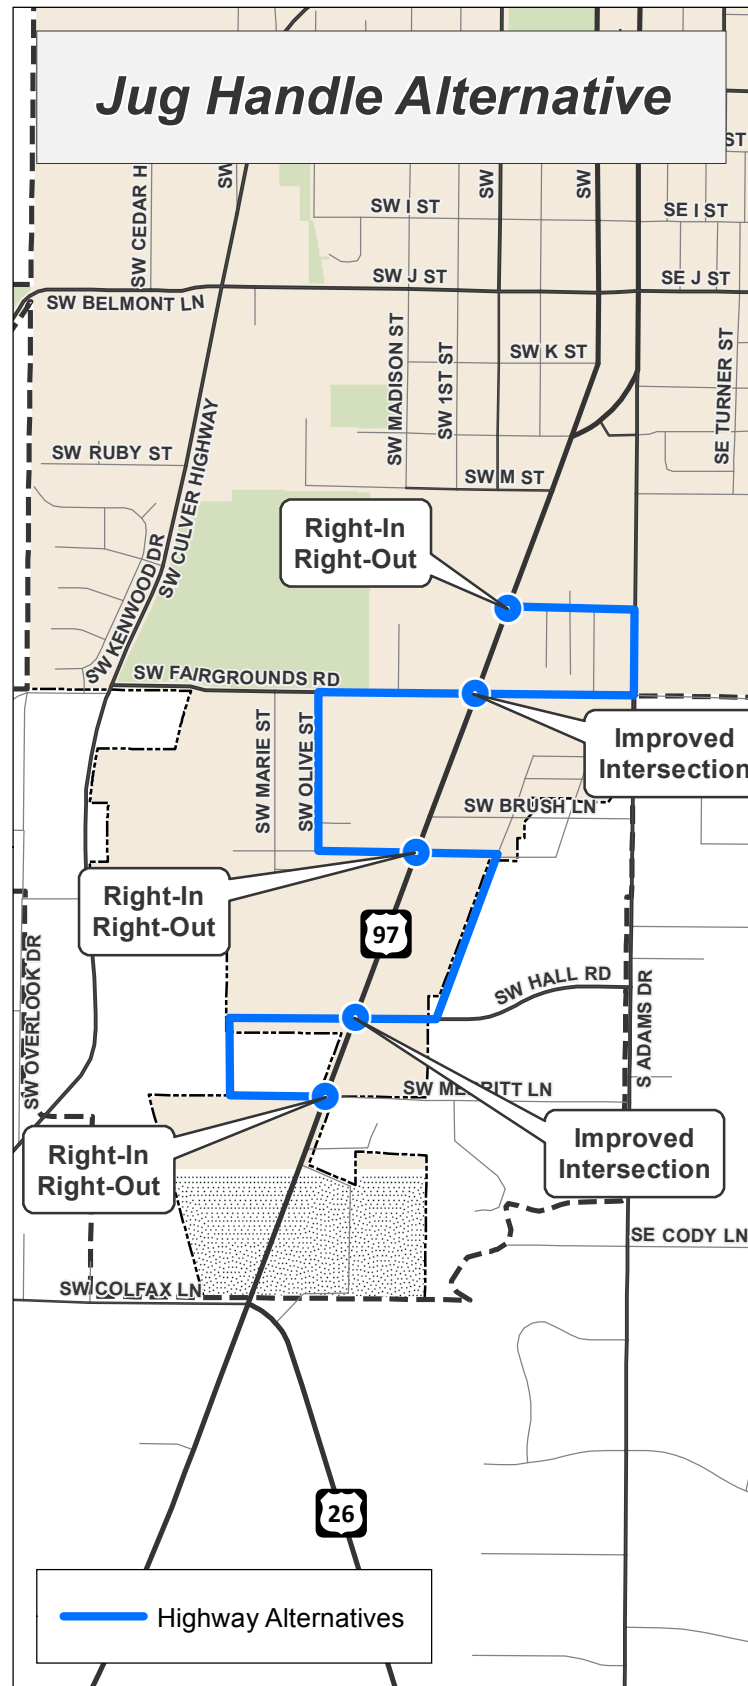 Jug Handle Alternative
ST
SW CEDAR H
SW
SW
SW
SW I ST
SE I ST
SW J ST
SE J ST
SW BELMONT LN
SW K ST
SW MADISON ST
SW 1ST ST
SE TURNER ST
SW RUBY ST
SW CULVER HIGHWAY
SW M ST
Right-In
Right-Out
SW KENWOOD DR
SW FAIRGROUNDS RD
SW MARIE ST
SW OLIVE ST
Improved
Intersection
SW BRUSH LN
Right-In
Right-Out
97
SW OVERLOOK DR
SW HALL RD
S ADAMS DR
SW MERRITT LN
Right-In
Right-Out
Improved
Intersection
SE CODY LN
SW COLFAX LN
26
Highway Alternatives